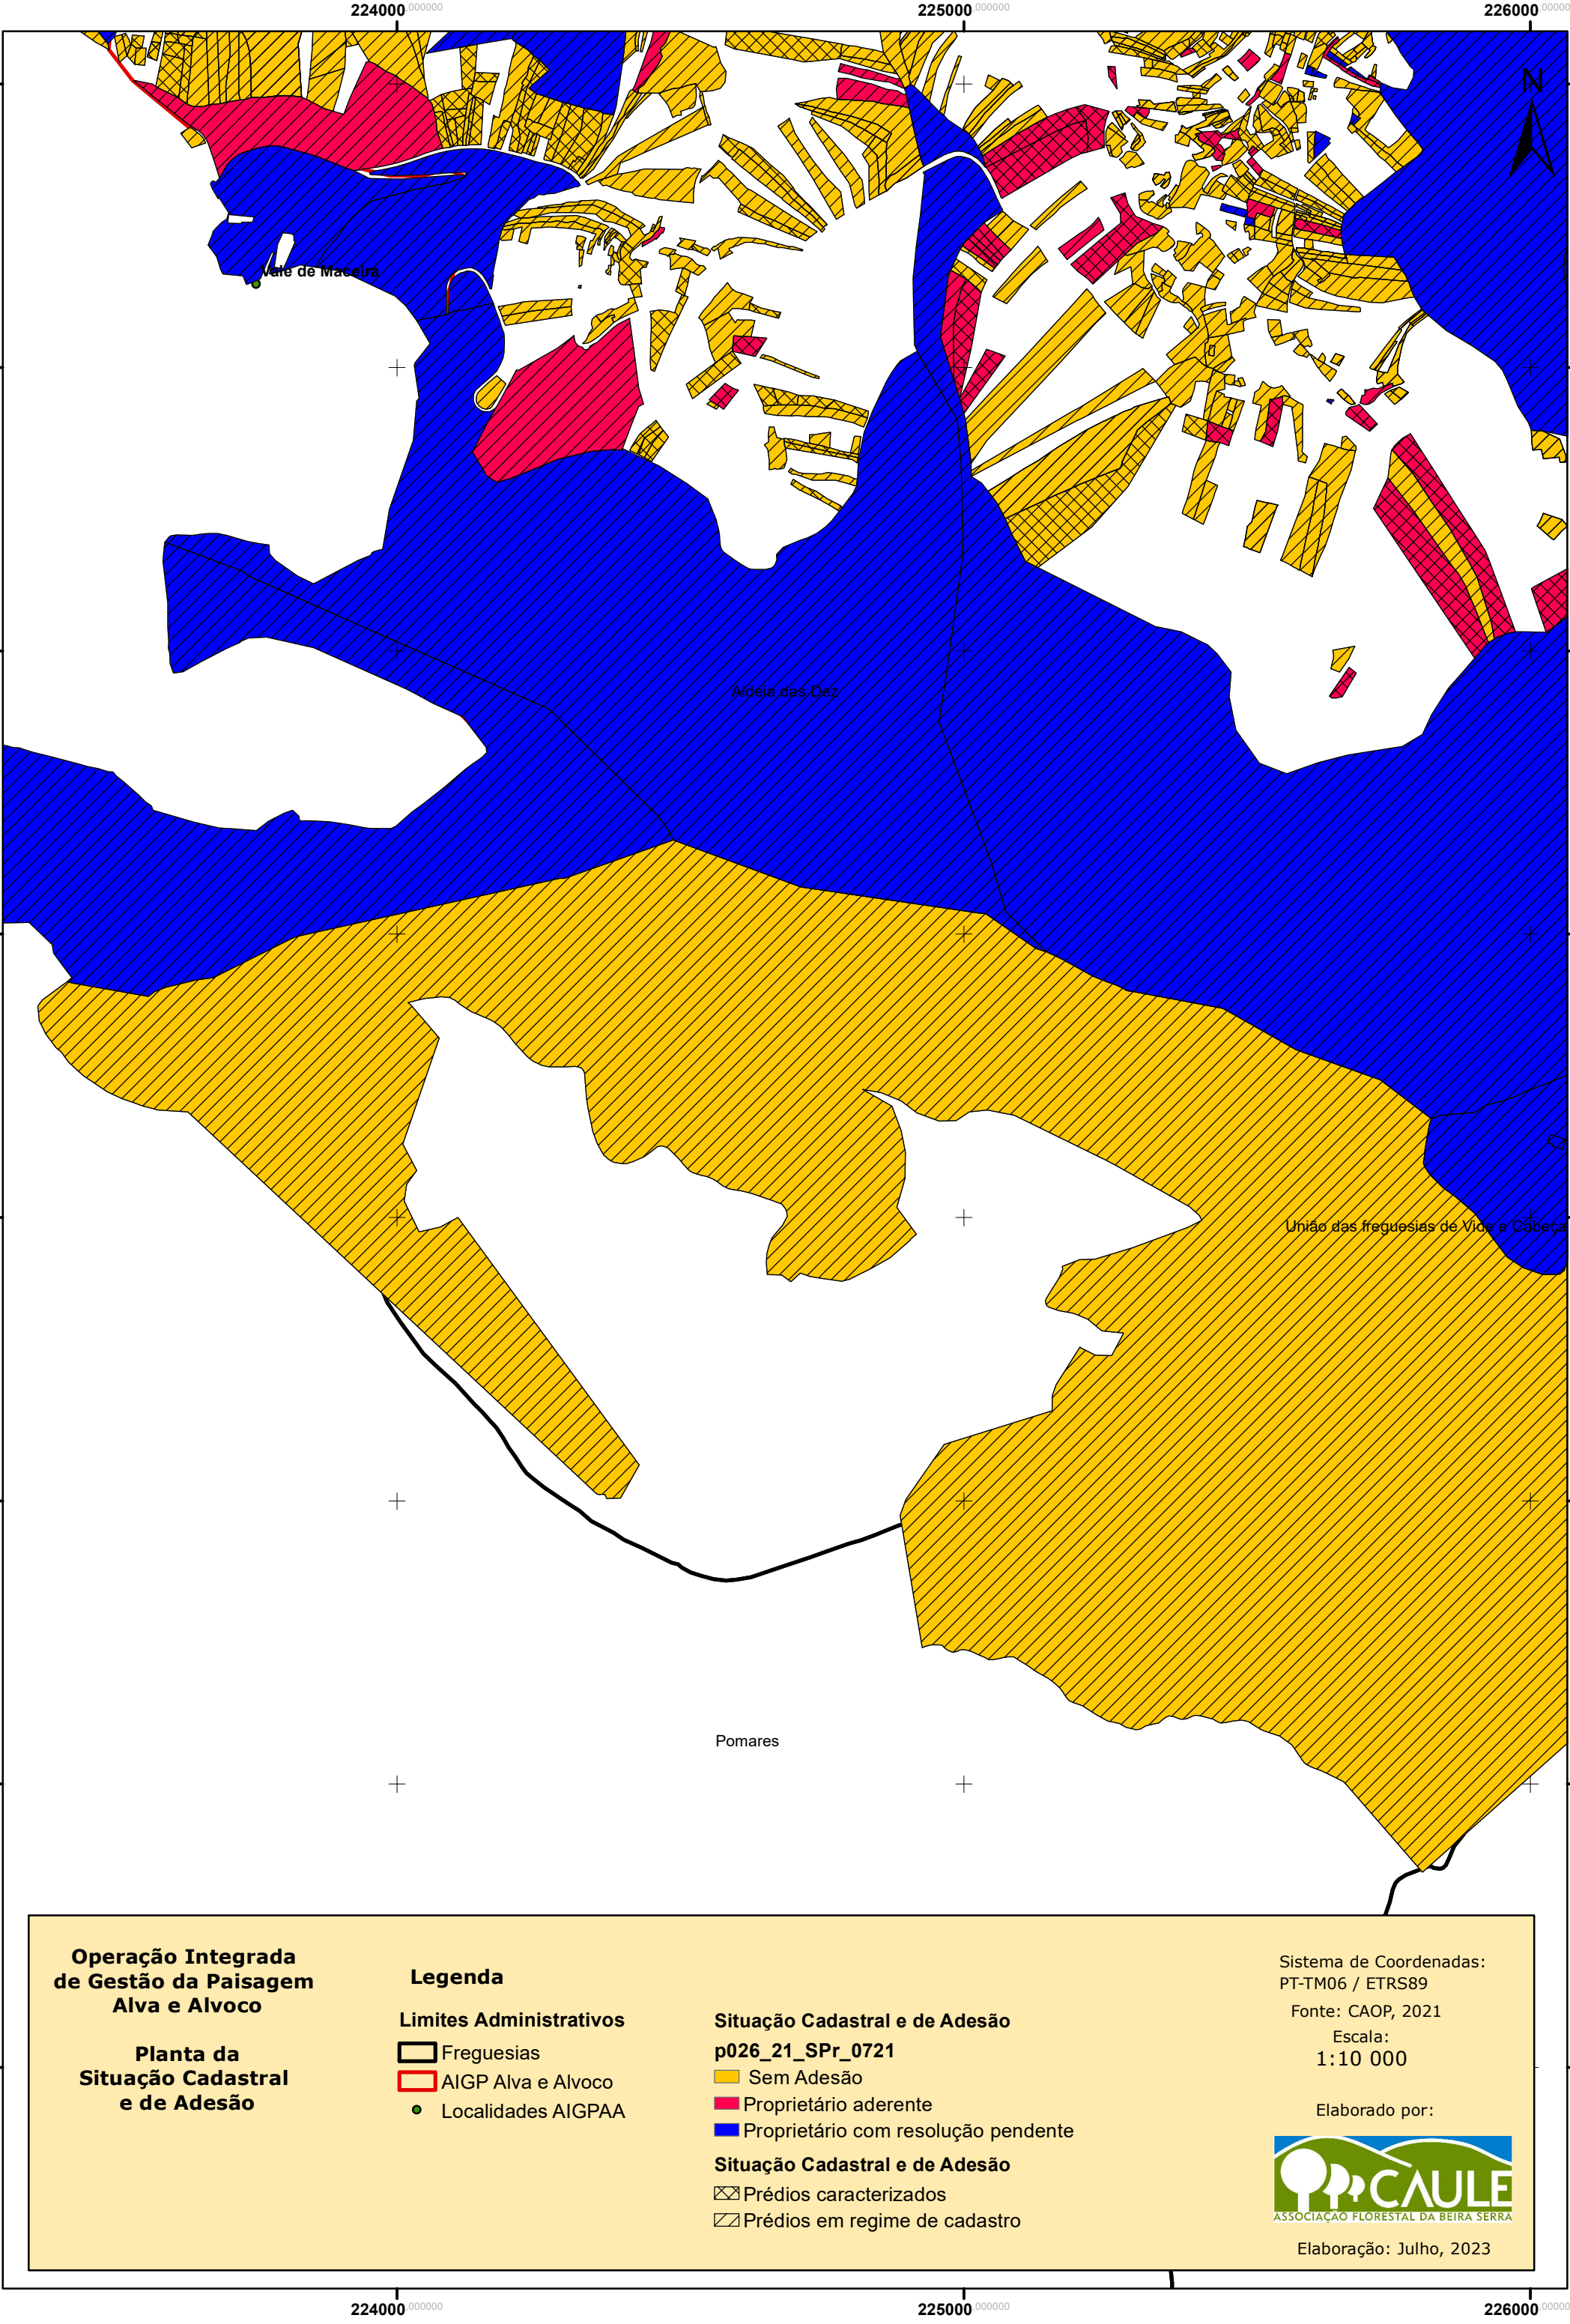 224000,000000
225000,000000
226000,00000
N
Vale de Maceira
Aldeia das Dez
União das freguesias de Vide e Cabeça
Pomares
Operação Integrada
de Gestão da Paisagem
Alva e Alvoco
Planta da
Situação Cadastral
e de Adesão
Legenda
Limites Administrativos
Freguesias
AIGP Alva e Alvoco
Localidades AIGPAA
Situação Cadastral e de Adesão
p026_21_SPr_0721
Sem Adesão
Proprietário aderente
Proprietário com resolução pendente
Situação Cadastral e de Adesão
Prédios caracterizados
Prédios em regime de cadastro
Sistema de Coordenadas:
PT-TM06 / ETRS89
Fonte: CAOP, 2021
Escala:
1:10 000
Elaborado por:
CAULE
ASSOCIAÇÃO FLORESTAL DA BEIRA SERRA
Elaboração: Julho, 2023
224000,000000
225000,000000
226000,00000